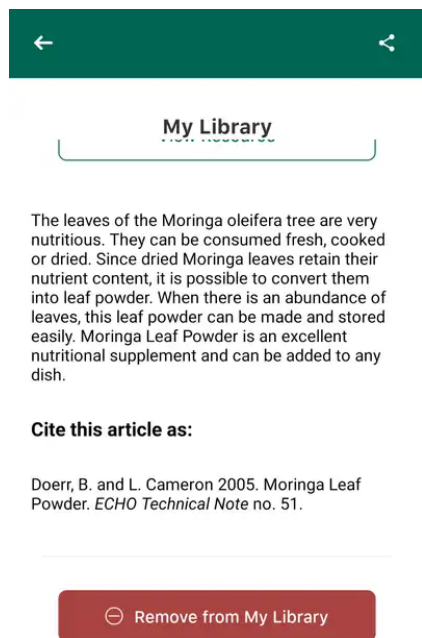 My Library
View Resource
The leaves of the Moringa oleifera tree are very
nutritious. They can be consumed fresh, cooked
or dried. Since dried Moringa leaves retain their
nutrient content, it is possible to convert them
into leaf powder. When there is an abundance of
leaves, this leaf powder can be made and stored
easily. Moringa Leaf Powder is an excellent
nutritional supplement and can be added to any
dish.
Cite this article as:
Doerr, B. and L. Cameron 2005. Moringa Leaf
Powder. ECHO Technical Note no. 51.
Remove from My Library